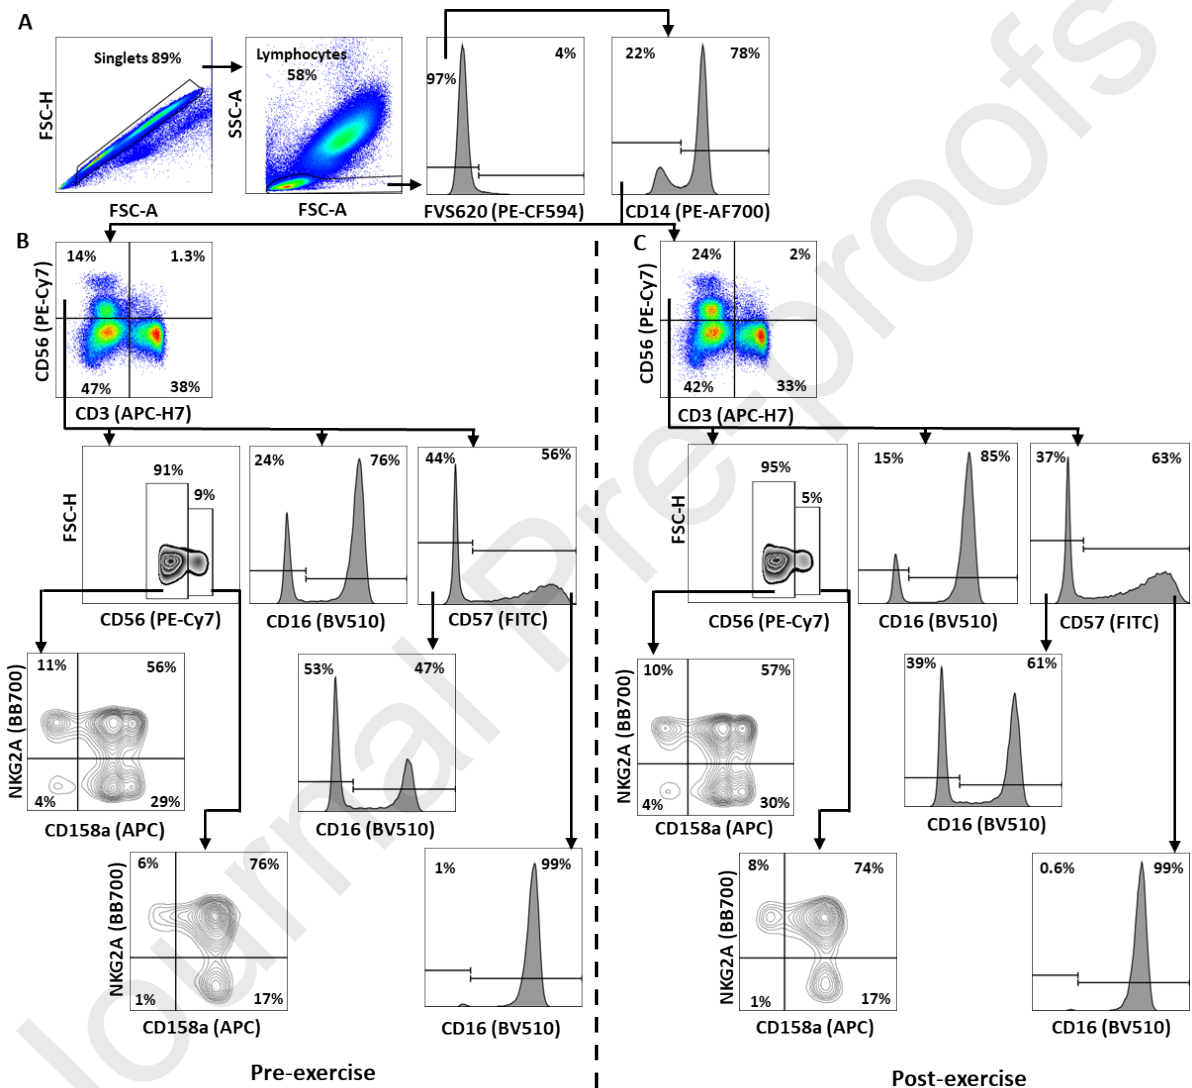 A
Singlets 89%
FSC-H
FSC-A
Lymphocytes
58%
SSC-A
FSC-A
97%
4%
FVS620 (PE-CF594)
22%
78%
CD14 (PE-AF700)
B
14%
1.3%
47%
38%
CD56 (PE-Cy7)
CD3 (APC-H7)
91%
9%
FSC-H
CD56 (PE-Cy7)
24%
76%
CD16 (BV510)
44%
56%
CD57 (FITC)
11%
56%
4%
29%
NKG2A (BB700)
CD158a (APC)
53%
47%
CD16 (BV510)
6%
76%
1%
17%
NKG2A (BB700)
CD158a (APC)
1%
99%
CD16 (BV510)
Pre-exercise
C
24%
2%
42%
33%
CD56 (PE-Cy7)
CD3 (APC-H7)
95%
5%
FSC-H
CD56 (PE-Cy7)
15%
85%
CD16 (BV510)
37%
63%
CD57 (FITC)
10%
57%
4%
30%
NKG2A (BB700)
CD158a (APC)
39%
61%
CD16 (BV510)
8%
74%
1%
17%
NKG2A (BB700)
CD158a (APC)
0.6%
99%
CD16 (BV510)
Post-exercise
Journal Pre-proofs